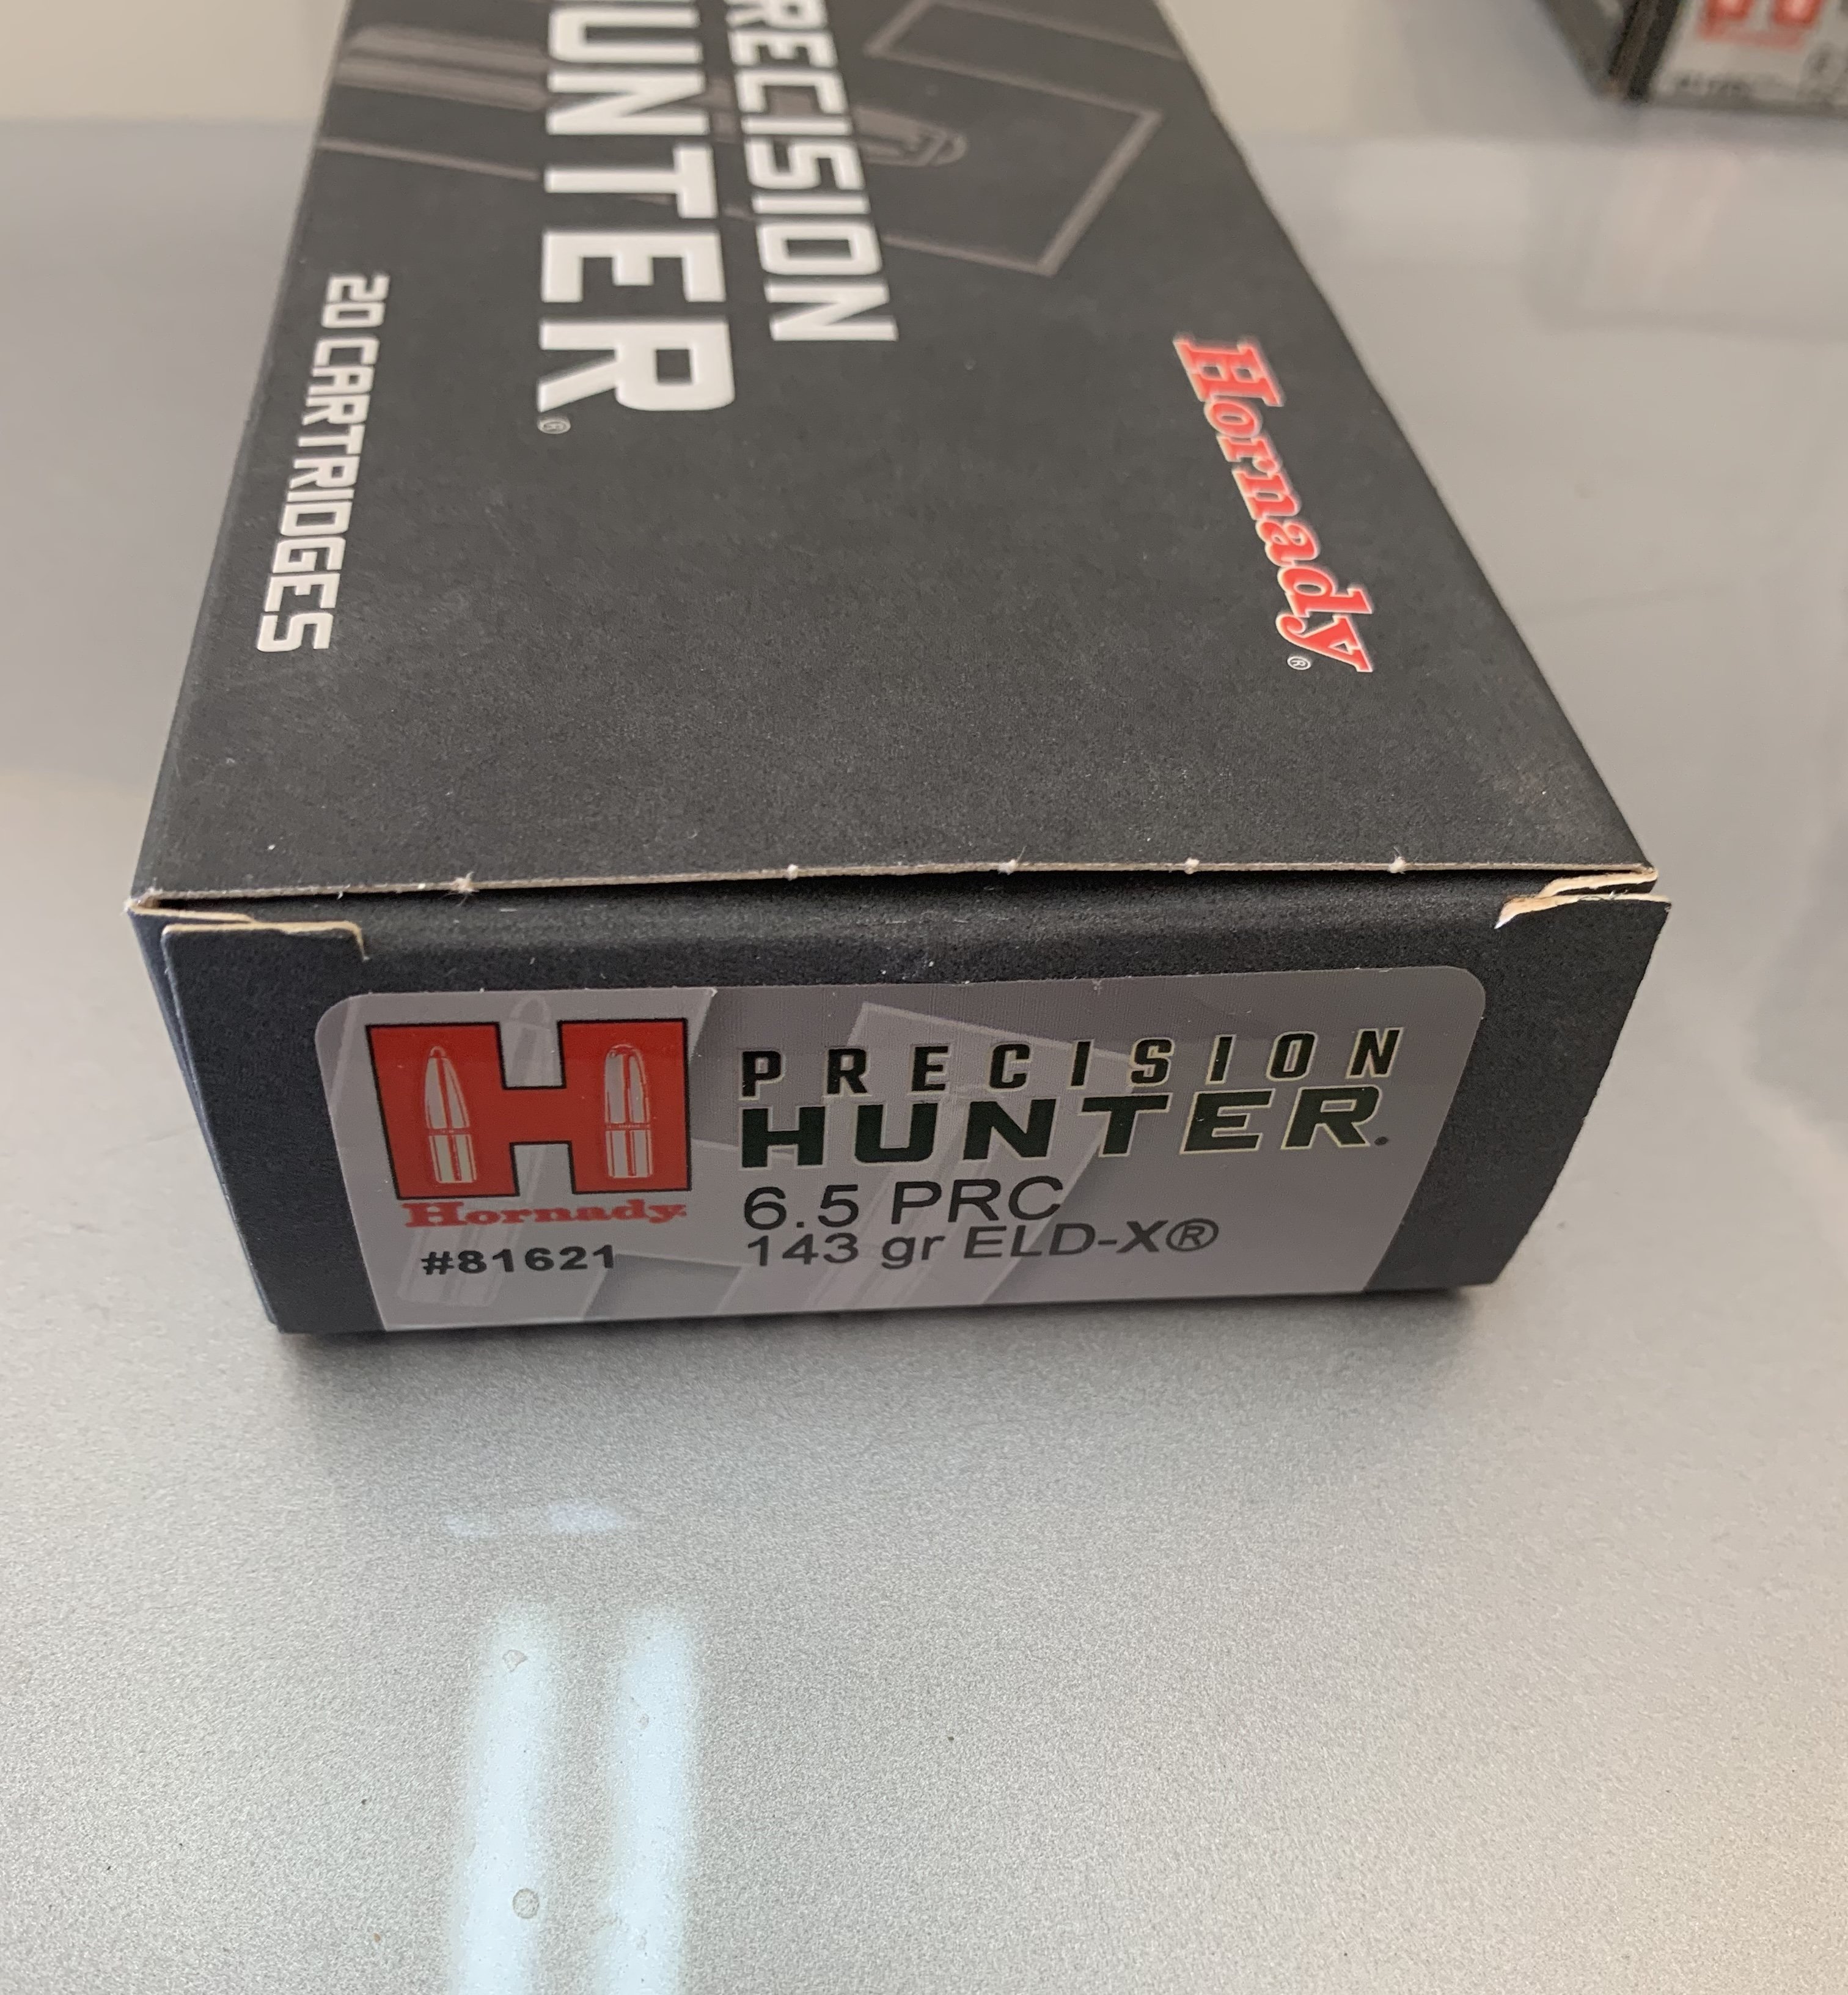 RECISION
UNTER®
20 CARTRIDGES
Hornady®
H
Hornady
#81621
PRECISION
HUNTER.
6.5 PRC
143 gr ELD-X®